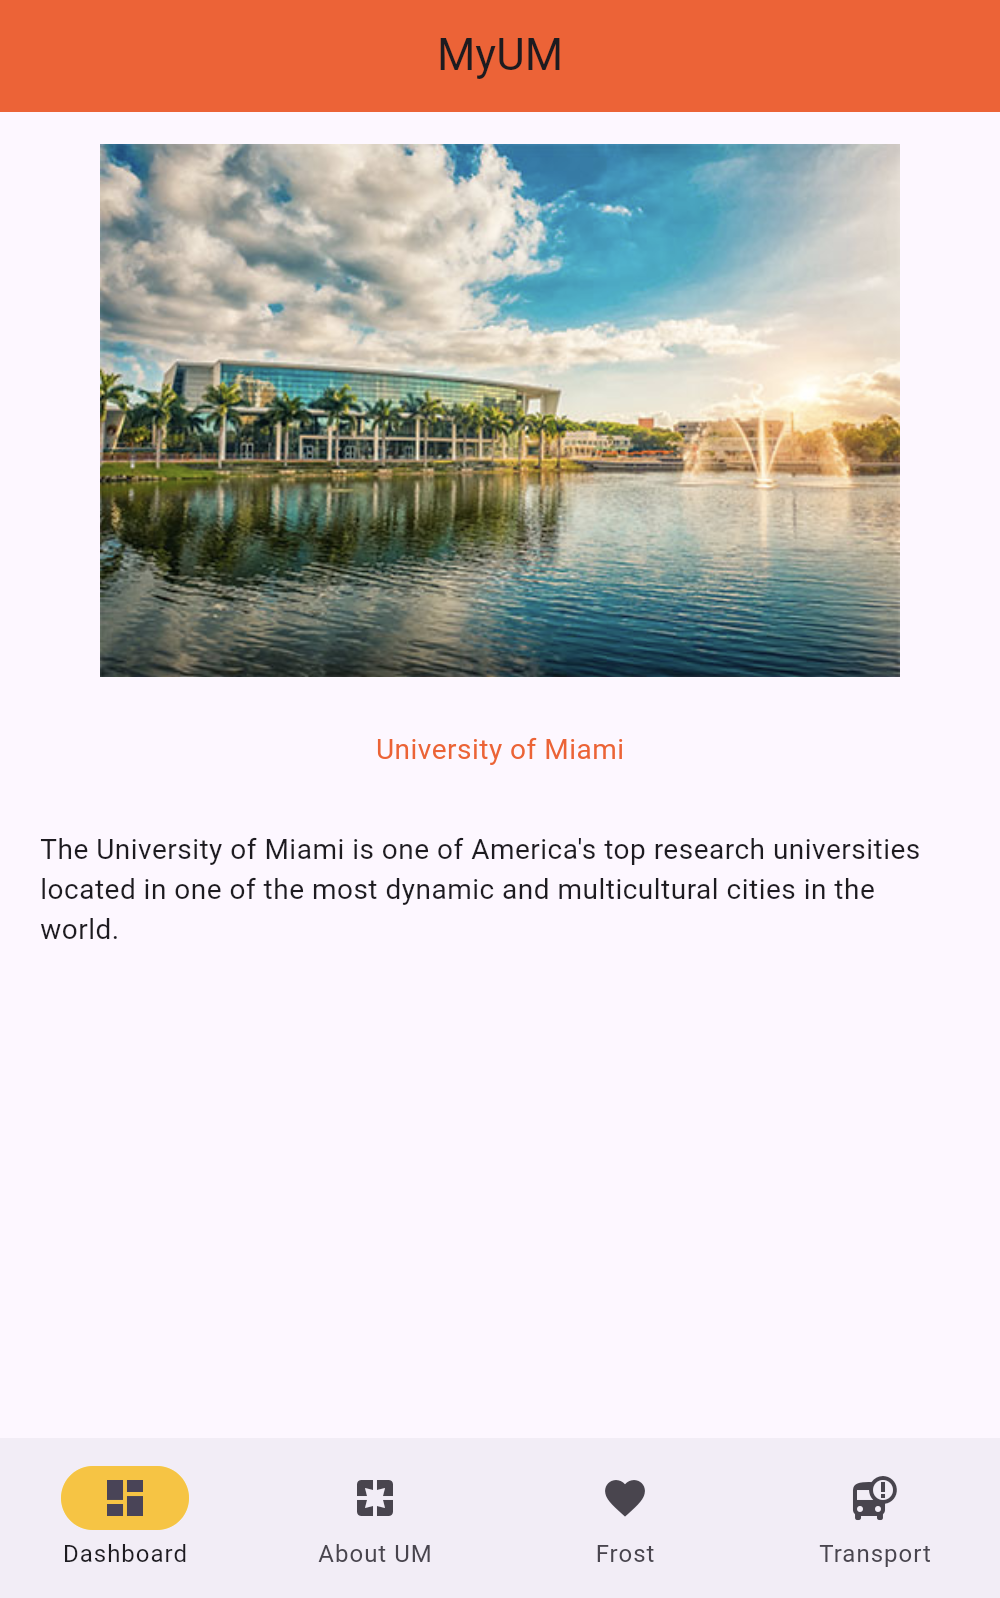 MyUM
University of Miami
The University of Miami is one of America's top research universities
located in one of the most dynamic and multicultural cities in the
world.
Dashboard
About UM
Frost
Transport